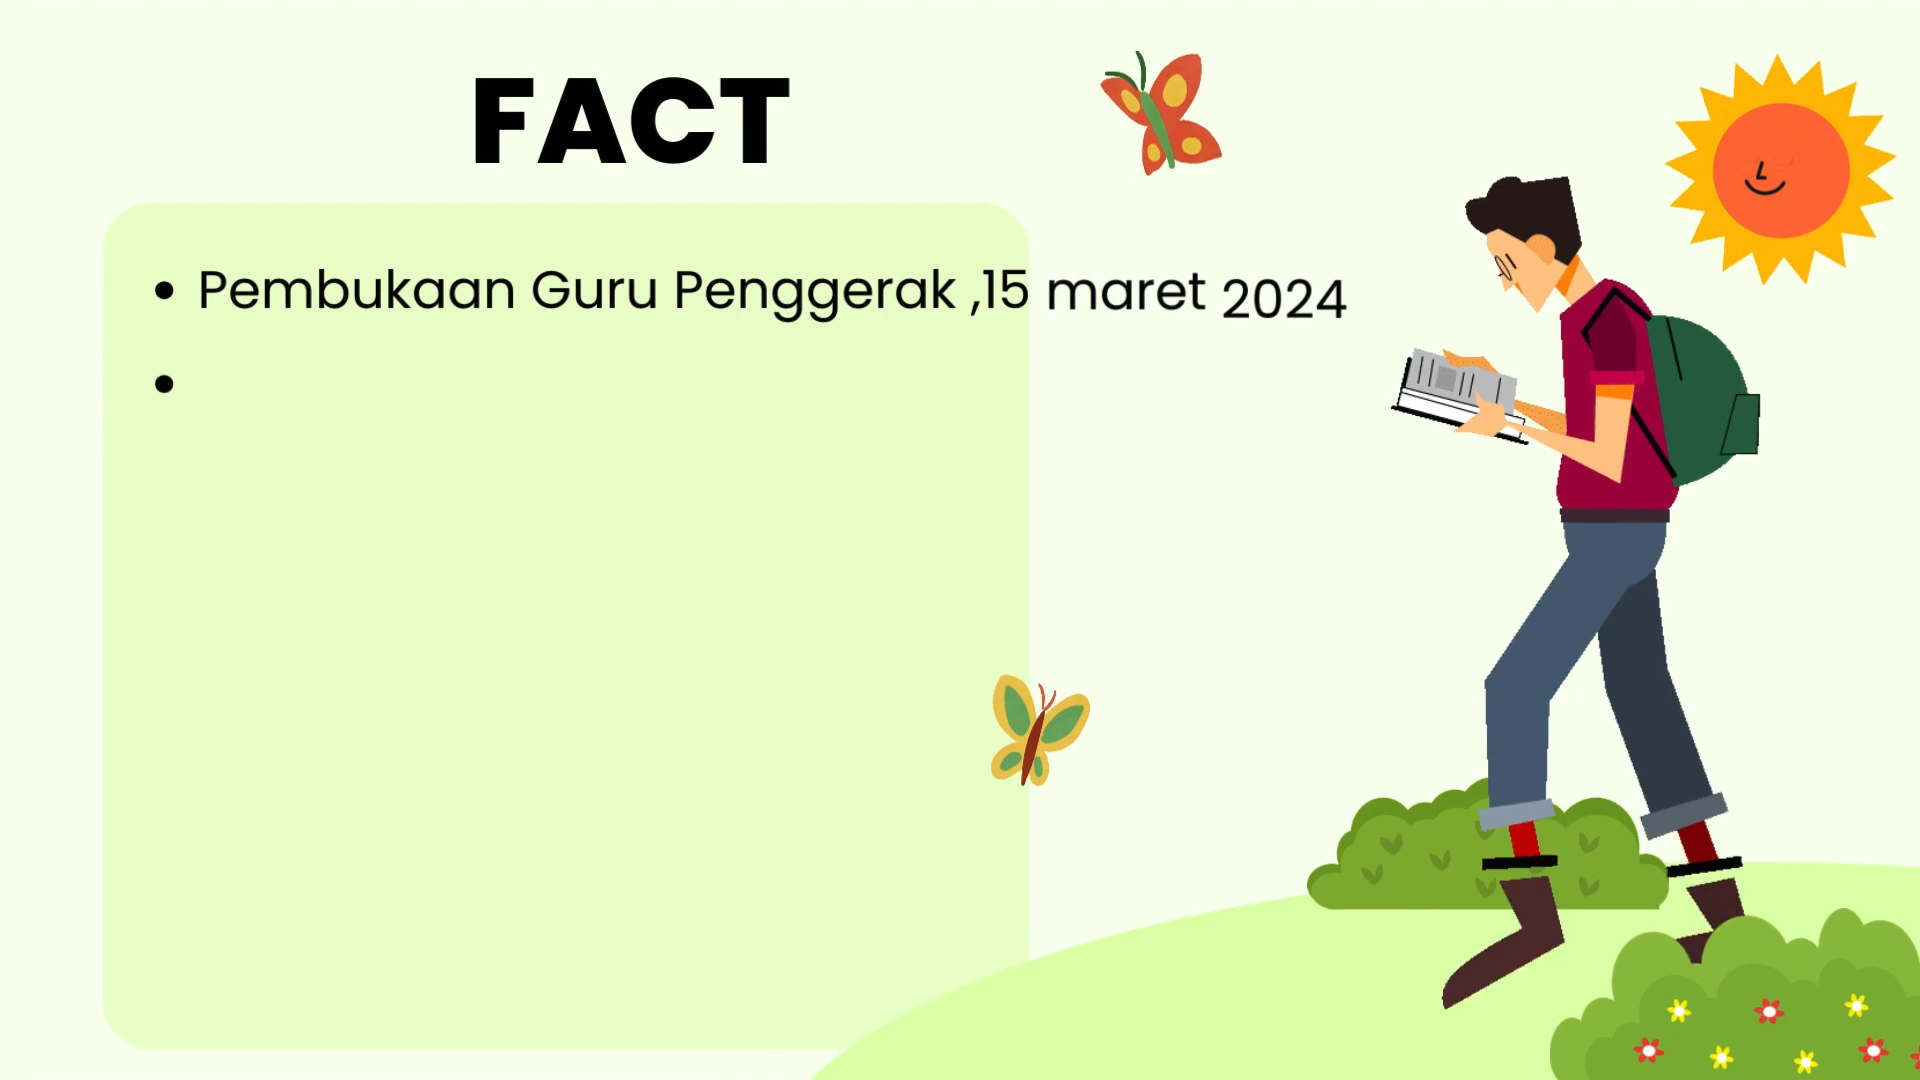 FACT
• Pembukaan Guru Penggerak ,15 maret 2024
•